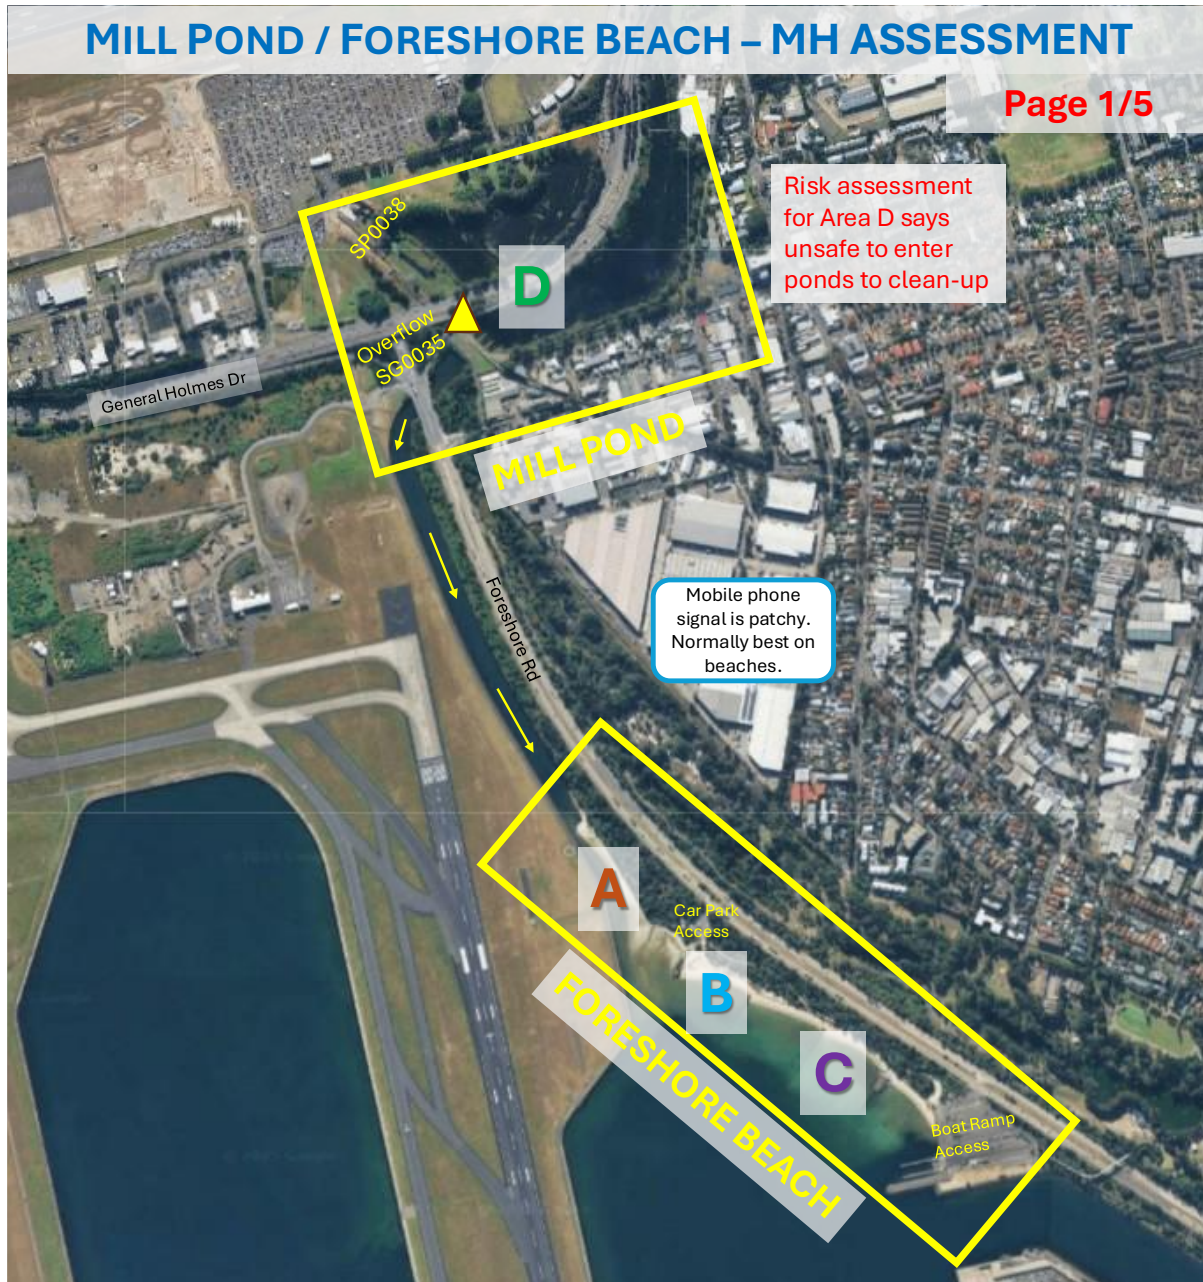 MILL POND / FORESHORE BEACH – MH ASSESSMENT
Page 1/5
Risk assessment
for Area D says
unsafe to enter
ponds to clean-up
SP0038
D
Overflow
SG0035
General Holmes Dr
MILL POND
Mobile phone
signal is patchy.
Normally best on
beaches.
Foreshore Rd
A
Car Park
Access
B
FORESHORE BEACH
C
Boat Ramp
Access